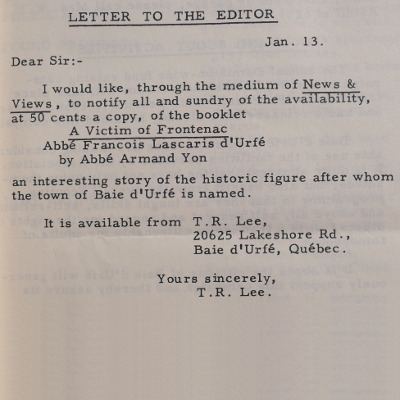 LETTER TO THE EDITOR
Jan. 13.
Dear Sir:-
I would like, through the medium of News &
Views, to notify all and sundry of the availability,
at 50 cents a copy, of the booklet
A Victim of Frontenac
Abbé Francois Lascaris d'Urfé
by Abbé Armand Yon
an interesting story of the historic figure after whom
the town of Baie d'Urfé is named.
It is available from T.R. Lee,
20625 Lakeshore Rd.,
Baie d'Urfé, Québec.
Yours sincerely,
T.R. Lee.